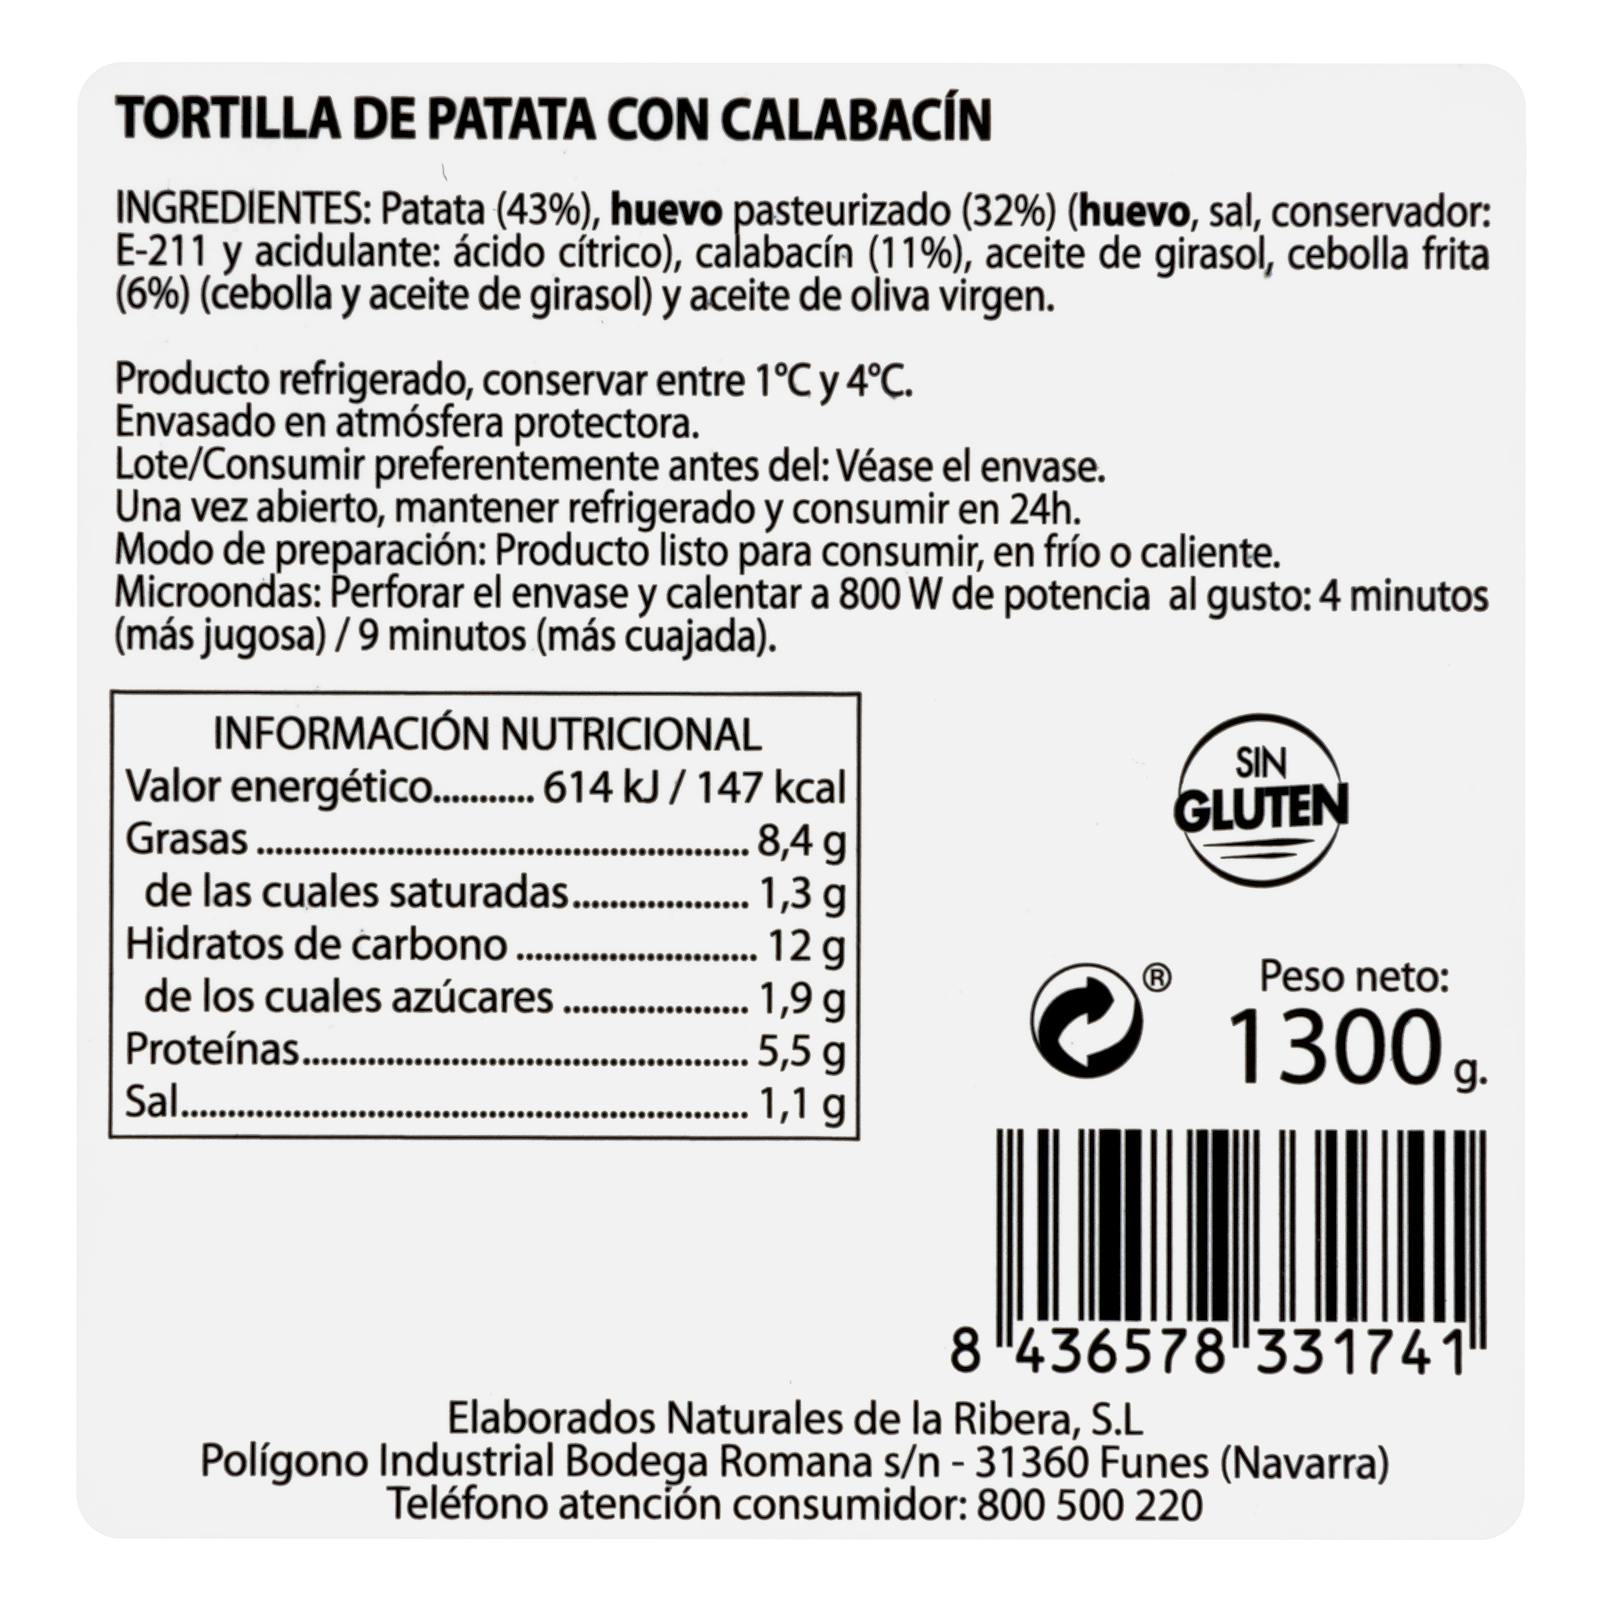 TORTILLA DE PATATA CON CALABACÍN
INGREDIENTES: Patata (43%), huevo pasteurizado (32%) (huevo, sal, conservador:
E-211 y acidulante: ácido cítrico), calabacín (11%), aceite de girasol, cebolla frita
(6%) (cebolla y aceite de girasol) y aceite de oliva virgen.
Producto refrigerado, conservar entre 1°C y 4°C.
Envasado en atmósfera protectora.
Lote/Consumir preferentemente antes del: Véase el envase.
Una vez abierto, mantener refrigerado y consumir en 24h.
Modo de preparación: Producto listo para consumir, en frío o caliente.
Microondas: Perforar el envase y calentar a 800 W de potencia al gusto: 4 minutos
(más jugosa) / 9 minutos (más cuajada).
INFORMACIÓN NUTRICIONAL
Valor energético........... 614 kJ / 147 kcal
Grasas ..................................................... 8,4 g
de las cuales saturadas................... 1,3 g
Hidratos de carbono .......................... 12 g
de los cuales azúcares .................... 1,9 g
Proteínas................................................ 5,5 g
Sal............................................................. 1,1 g
SIN
GLUTEN
®
Peso neto:
1300 g.
8 436578 331741
Elaborados Naturales de la Ribera, S.L
Polígono Industrial Bodega Romana s/n - 31360 Funes (Navarra)
Teléfono atención consumidor: 800 500 220